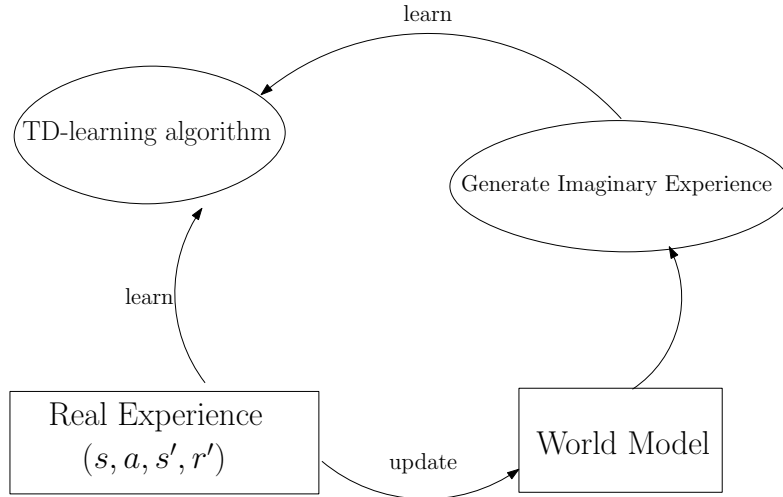 learn
TD-learning algorithm
Generate Imaginary Experience
learn
Real Experience
(s, a, s′, r′)
World Model
update